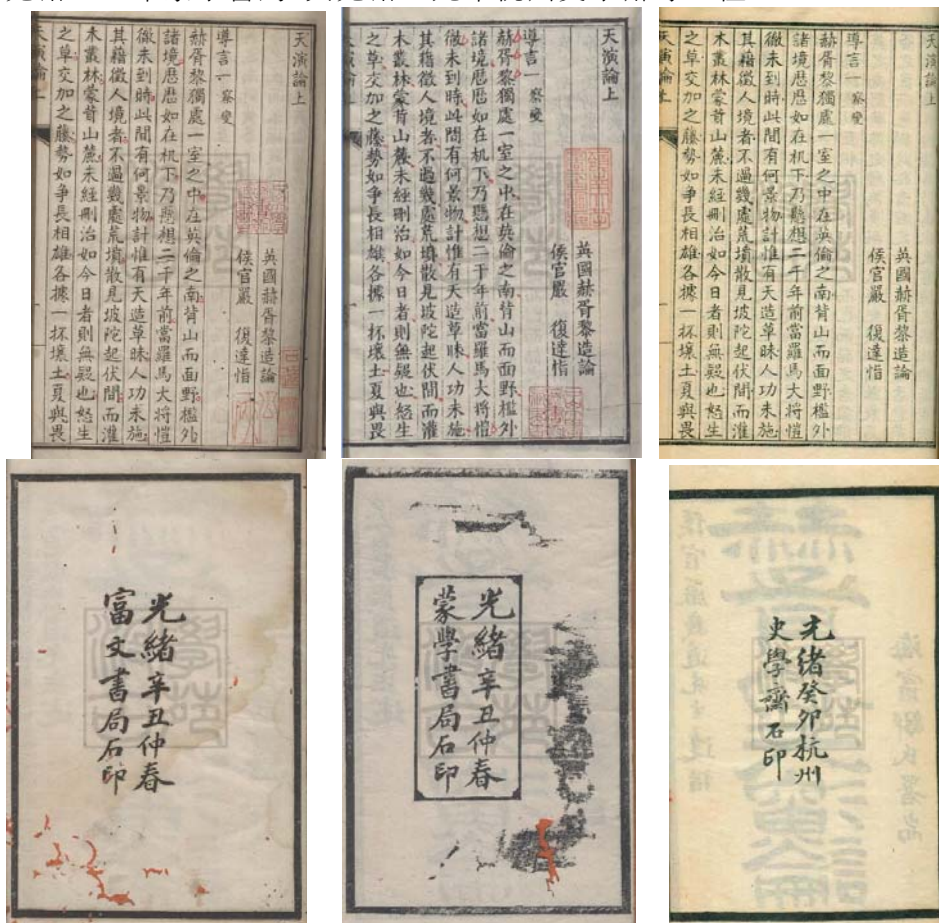 天演論上
英國赫胥黎造論
侯官嚴 復達恉
導言一 察變
赫胥黎獨處一室之中在英倫之南背山而面野檻外
諸境歷歷如在机下乃懸想二千年前當羅馬大將愷
徹未到時此間有何景物計惟有天造草昧人功未施
其藉徵人境者不過幾處荒墳散見坡陀起伏間而灌
木叢林蒙茸山麓未經刪治如今日者則無疑也怒生
之草交加之藤勢如爭長相雄各據一抔壤土夏與畏
天演論上
英國赫胥黎造論
侯官嚴 復達恉
導言一 察變
赫胥黎獨處一室之中在英倫之南背山而面野檻外
諸境歷歷如在机下乃懸想二千年前當羅馬大將愷
徹未到時此間有何景物計惟有天造草昧人功未施
其藉徵人境者不過幾處荒墳散見坡陀起伏間而灌
木叢林蒙茸山麓未經刪治如今日者則無疑也怒生
之草交加之藤勢如爭長相雄各據一抔壤土夏與畏
天演論上
英國赫胥黎造論
侯官嚴 復達恉
導言一 察變
赫胥黎獨處一室之中在英倫之南背山而面野檻外
諸境歷歷如在机下乃懸想二千年前當羅馬大將愷
徹未到時此間有何景物計惟有天造草昧人功未施
其藉徵人境者不過幾處荒墳散見坡陀起伏間而灌
木叢林蒙茸山麓未經刪治如今日者則無疑也怒生
之草交加之藤勢如爭長相雄各據一抔壤土夏與畏
光緒辛丑仲春
富文書局石印
光緒辛丑仲春
蒙學書局石印
光緒癸卯杭州
史學齋石印